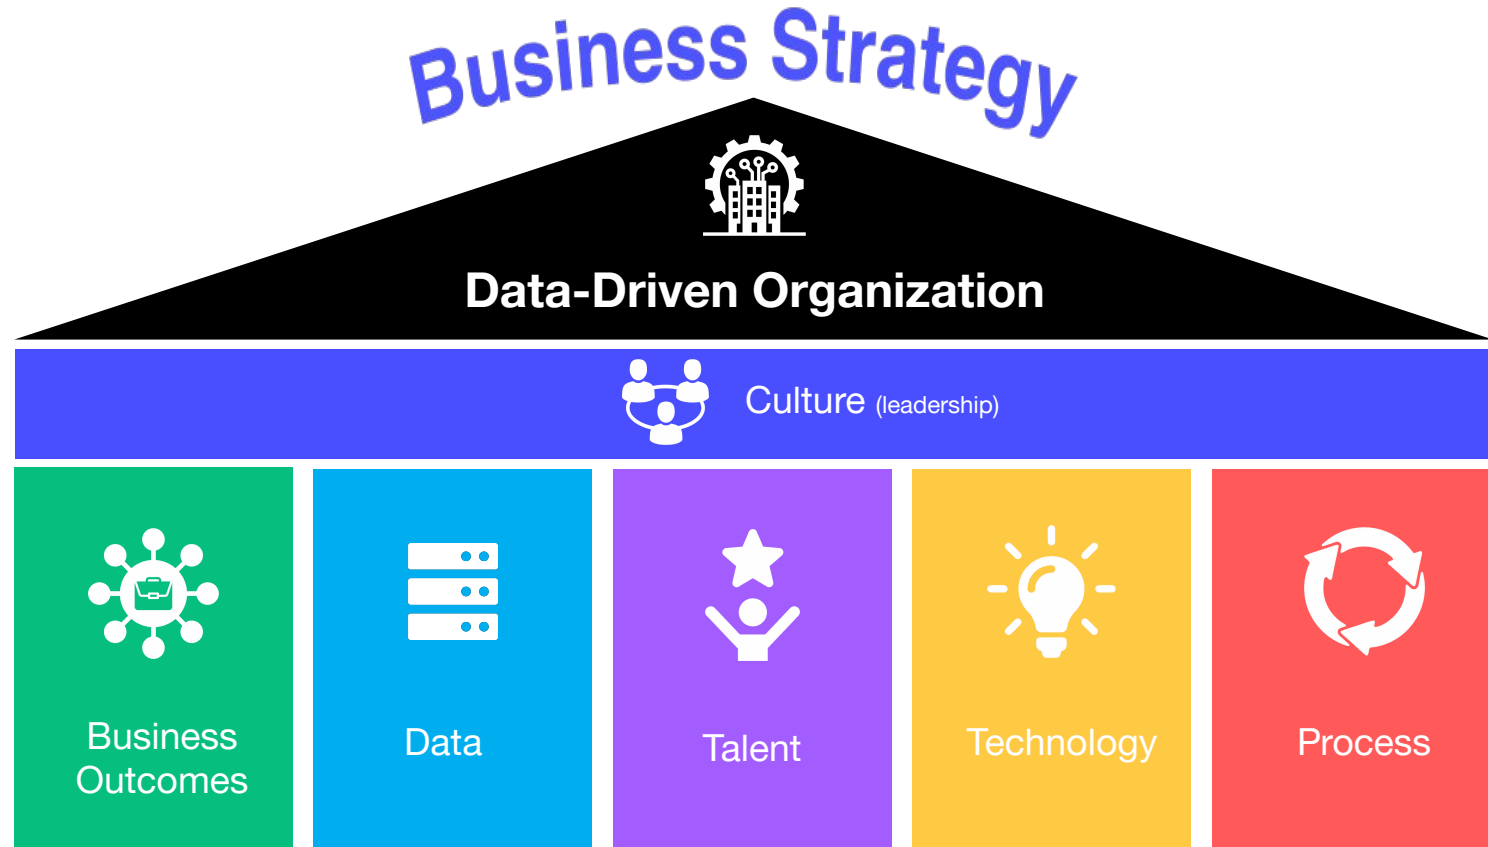 Business Strategy
Data-Driven Organization
Culture (leadership)
Business
Outcomes
Data
Talent
Technology
Process